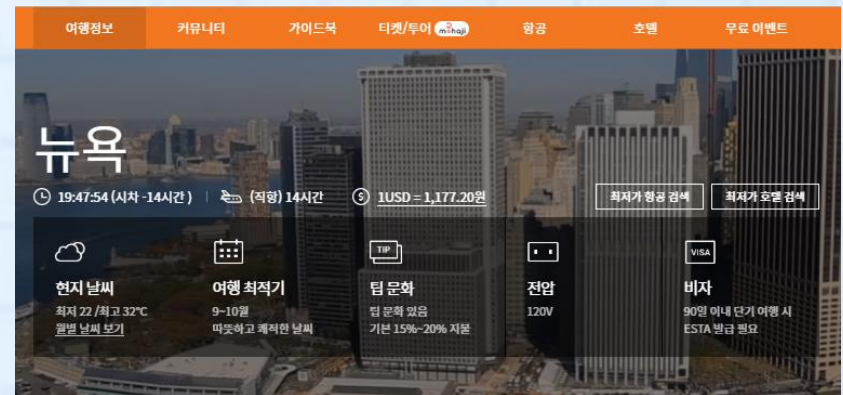 여행정보 커뮤니티 가이드북 티켓/투어 mohaji 항공 호텔 무료 이벤트
뉴욕
19:47:54 (시차 -14시간 ) (직항) 14시간 $ 1USD = 1,177.20원 최저가 항공 검색 최저가 호텔 검색
TIP VISA
현지 날씨 여행 최적기 팁 문화 전압 비자
최저 22 /최고 32℃ 9~10월 팁 문화 있음 120V 90일 이내 단기 여행 시
월별 날씨 보기 따뜻하고 쾌적한 날씨 기본 15%~20% 지불 ESTA 발급 필요